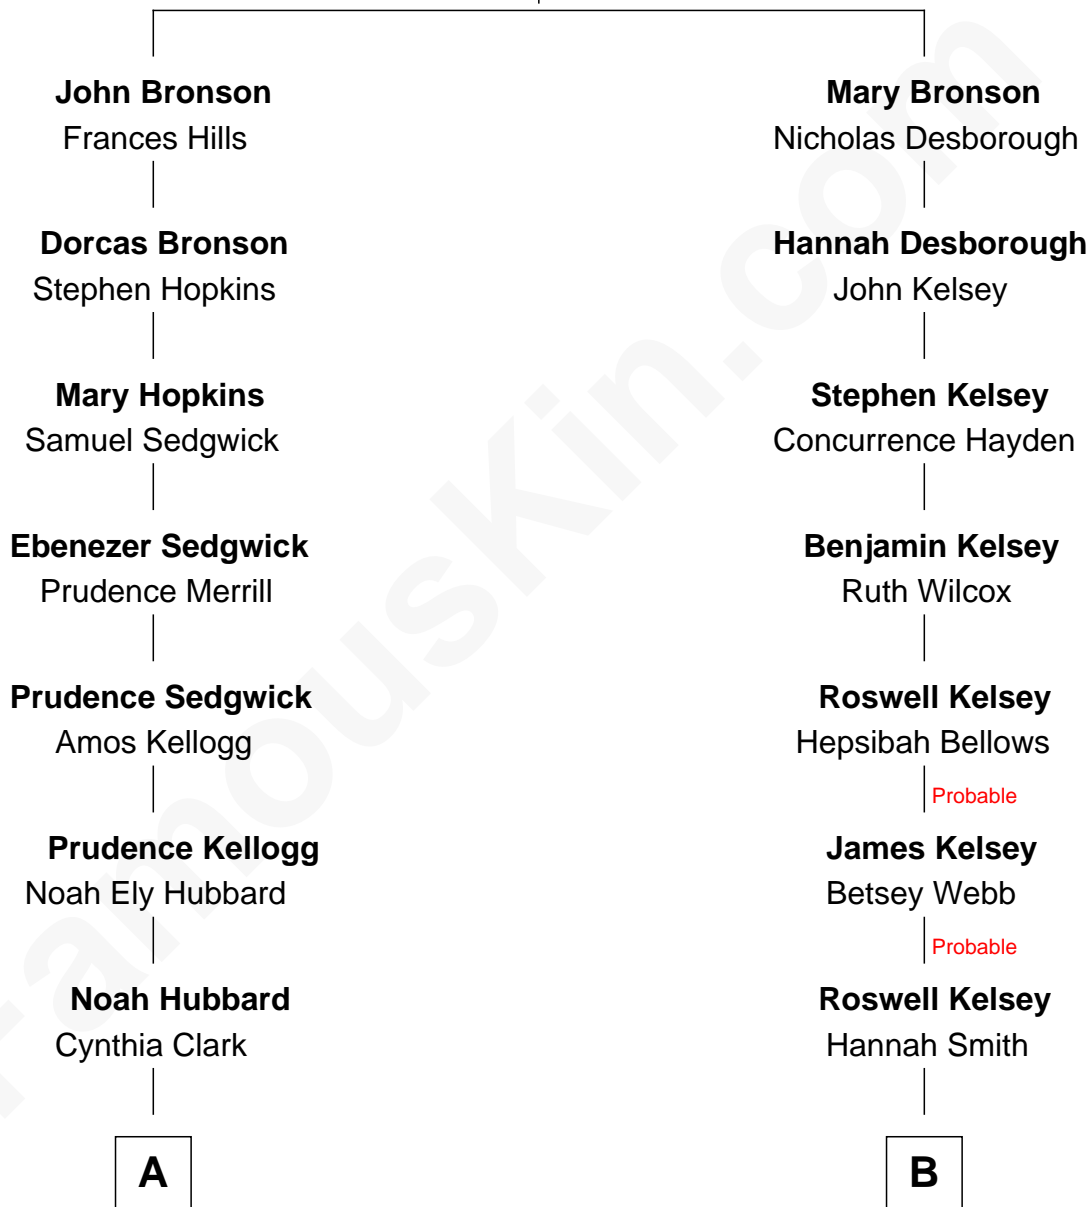 John Bronson
Frances Hills
Dorcas Bronson
Stephen Hopkins
Mary Hopkins
Samuel Sedgwick
Ebenezer Sedgwick
Prudence Merrill
Prudence Sedgwick
Amos Kellogg
Prudence Kellogg
Noah Ely Hubbard
Noah Hubbard
Cynthia Clark
A
Mary Bronson
Nicholas Desborough
Hannah Desborough
John Kelsey
Stephen Kelsey
Concurrence Hayden
Benjamin Kelsey
Ruth Wilcox
Roswell Kelsey
Hepsibah Bellows
Probable
James Kelsey
Betsey Webb
Probable
Roswell Kelsey
Hannah Smith
B
FamousKin.com